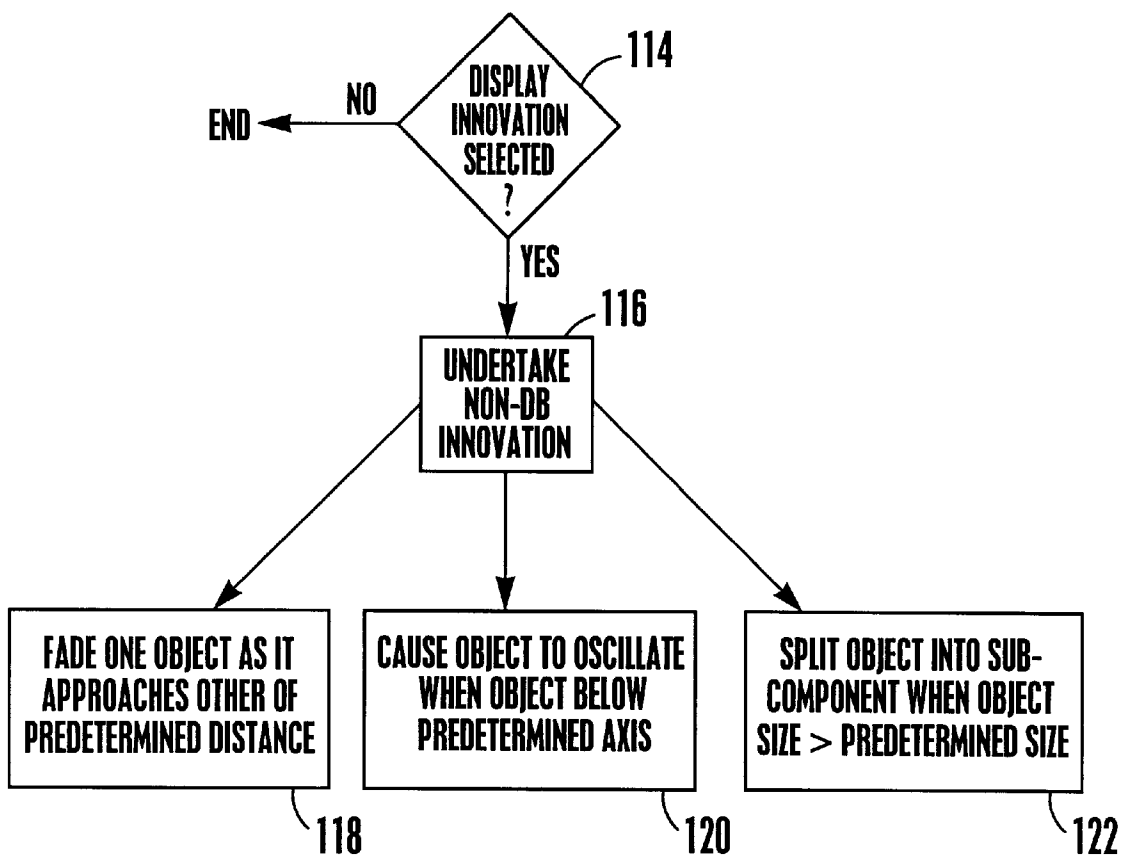 114
DISPLAY
INNOVATION
SELECTED
?
NO
END
YES
116
UNDERTAKE
NON-DB
INNOVATION
FADE ONE OBJECT AS IT
APPROACHES OTHER OF
PREDETERMINED DISTANCE
118
CAUSE OBJECT TO OSCILLATE
WHEN OBJECT BELOW
PREDETERMINED AXIS
120
SPLIT OBJECT INTO SUB-
COMPONENT WHEN OBJECT
SIZE > PREDETERMINED SIZE
122